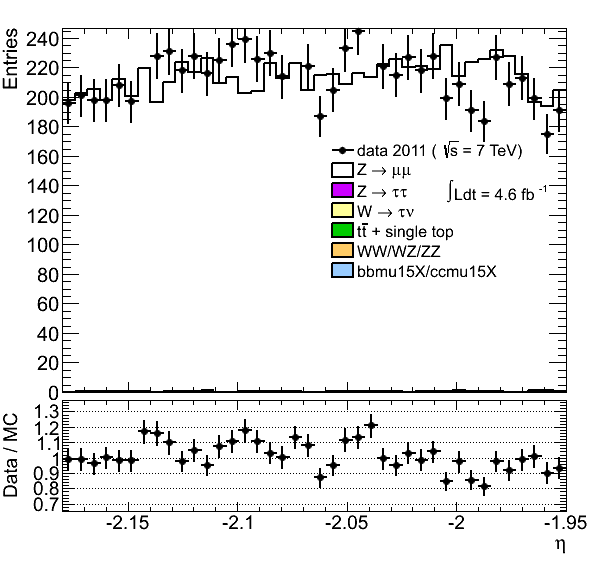 Entries
240
220
200
180
160
140
120
100
80
60
40
20
0
data 2011 ( √s = 7 TeV)
Z → μμ
Z → ττ
∫Ldt = 4.6 fb⁻¹
W → τν
tt̄ + single top
WW/WZ/ZZ
bbmu15X/ccmu15X
Data / MC
1.3
1.2
1.1
1
0.9
0.8
0.7
-2.15 -2.1 -2.05 -2 -1.95
η